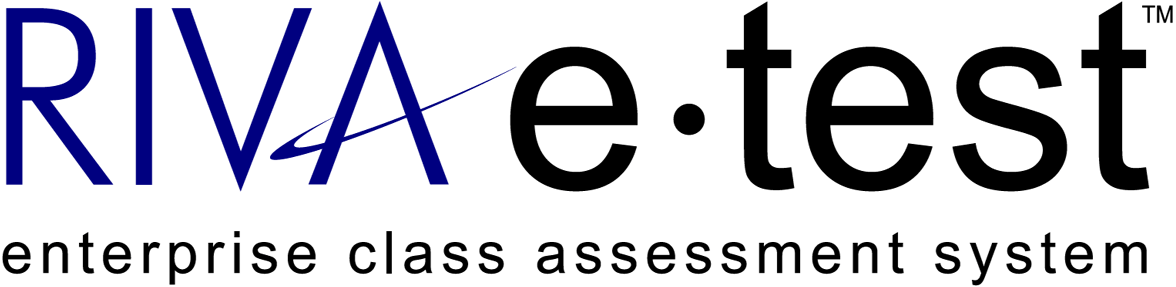 RIVA e·test™
enterprise class assessment system